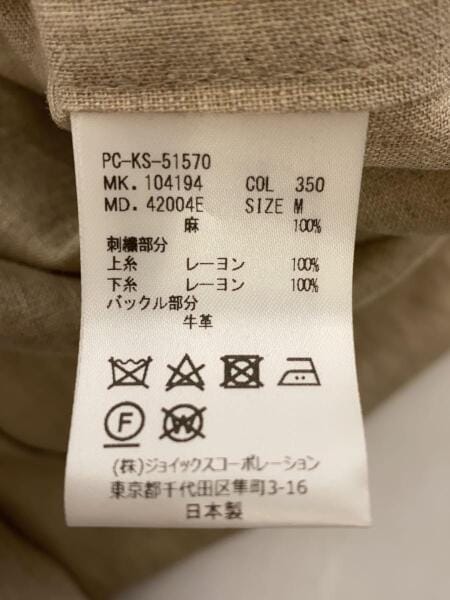 PC-KS-51570
MK. 104194 COL 350
MD. 42004E SIZE M
麻 100%
刺繍部分
上糸 レーヨン 100%
下糸 レーヨン 100%
バックル部分
牛革
F W
(株)ジョイックスコーポレーション
東京都千代田区隼町3-16
日本製